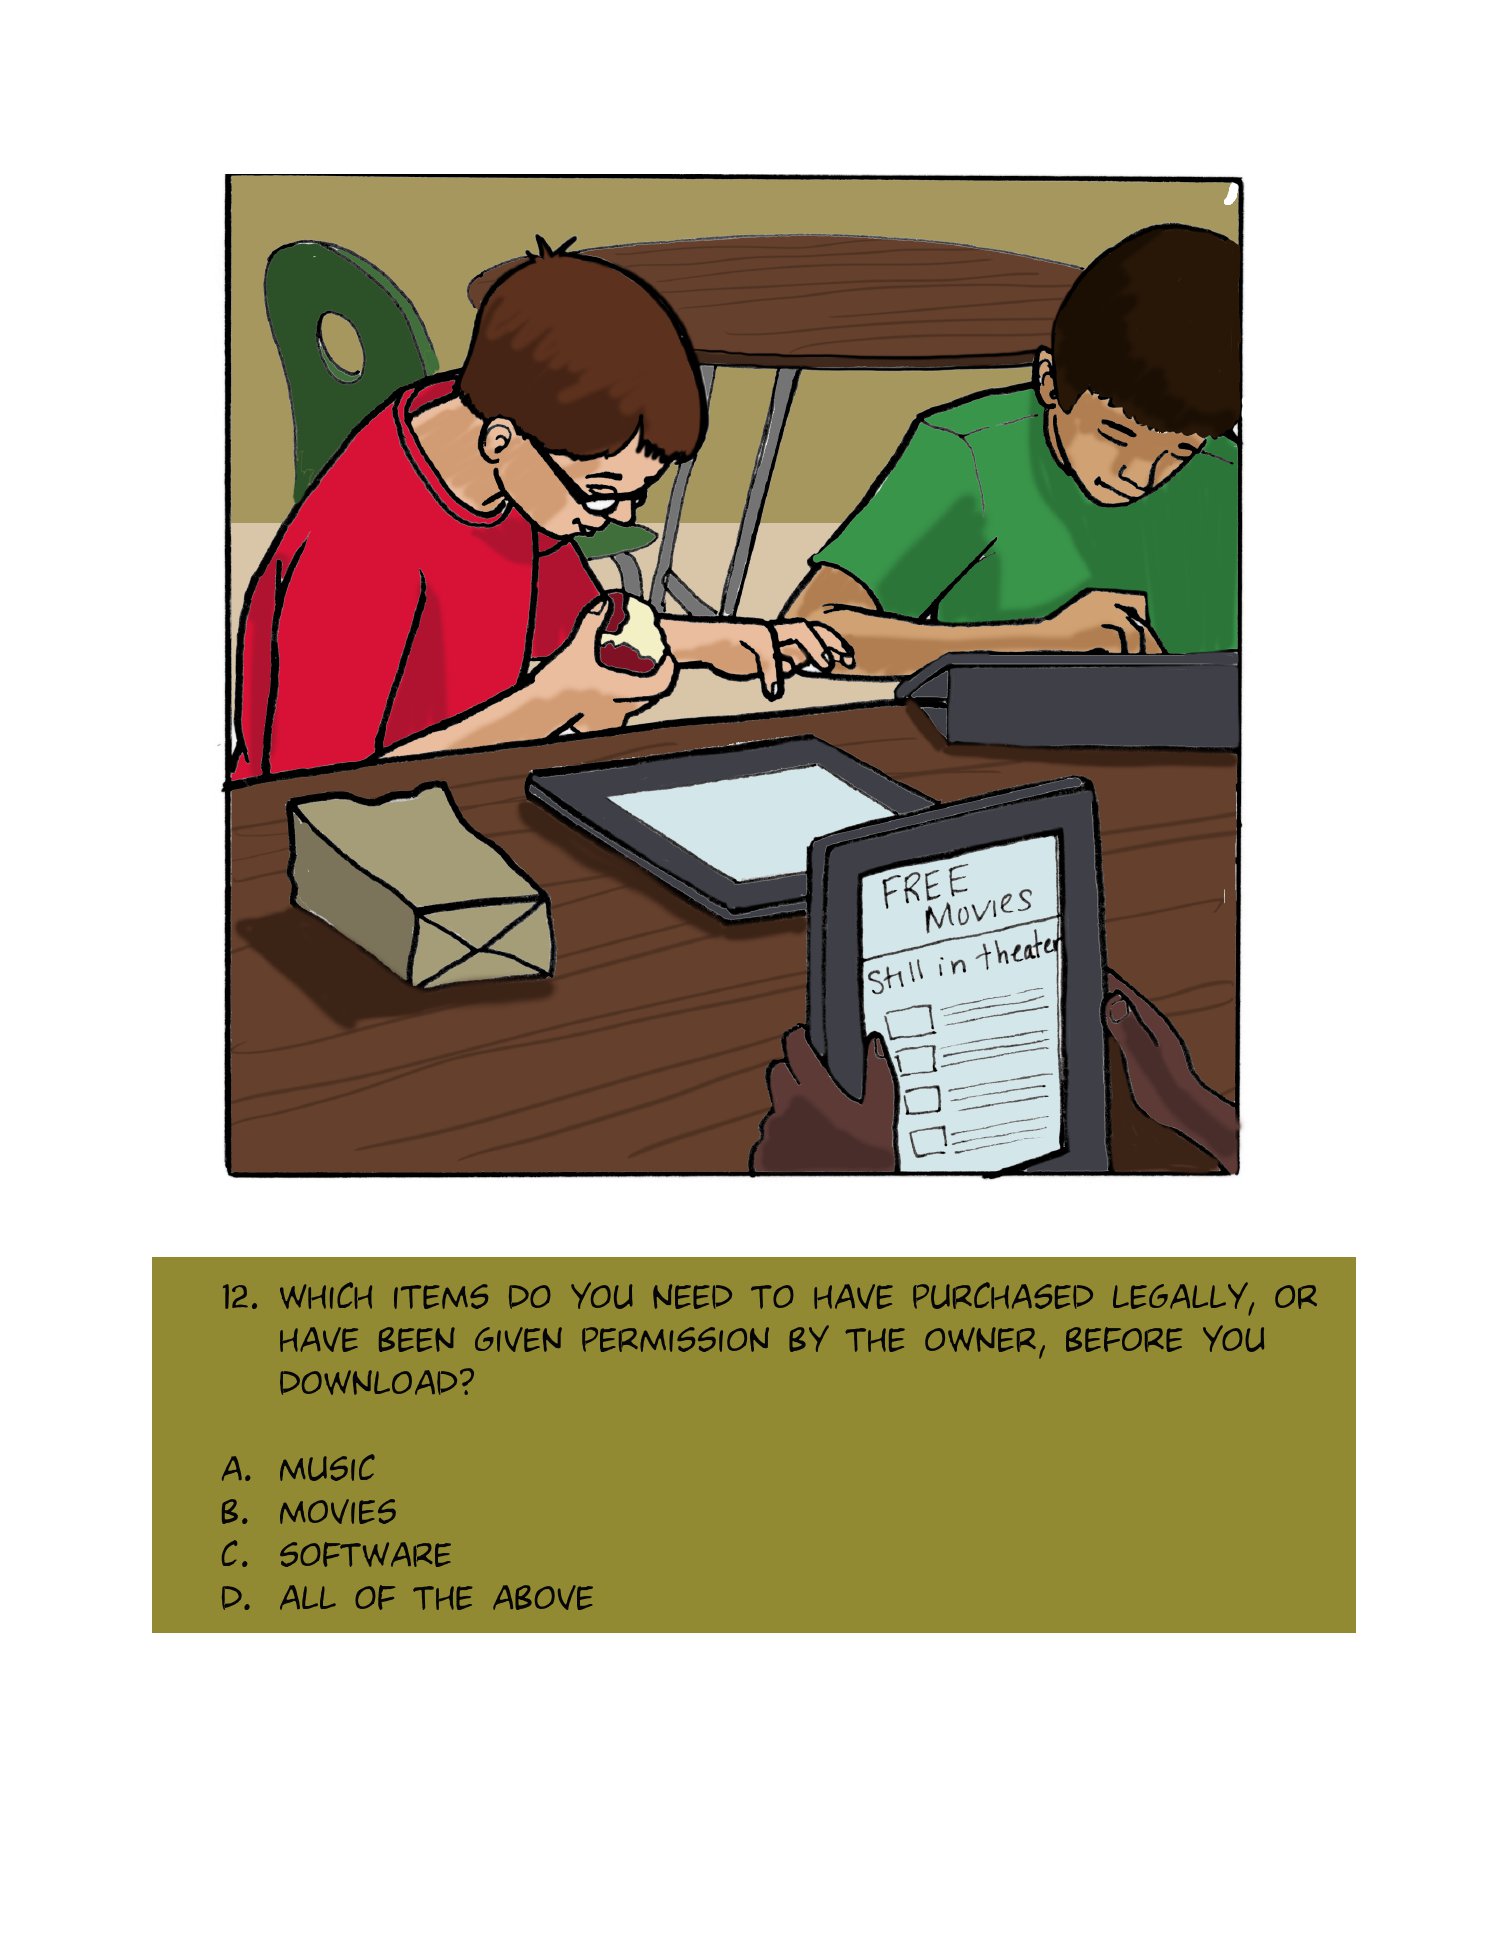 FREE
Movies
Still in theater
12. WHICH ITEMS DO YOU NEED TO HAVE PURCHASED LEGALLY, OR
HAVE BEEN GIVEN PERMISSION BY THE OWNER, BEFORE YOU
DOWNLOAD?
A. MUSIC
B. MOVIES
C. SOFTWARE
D. ALL OF THE ABOVE